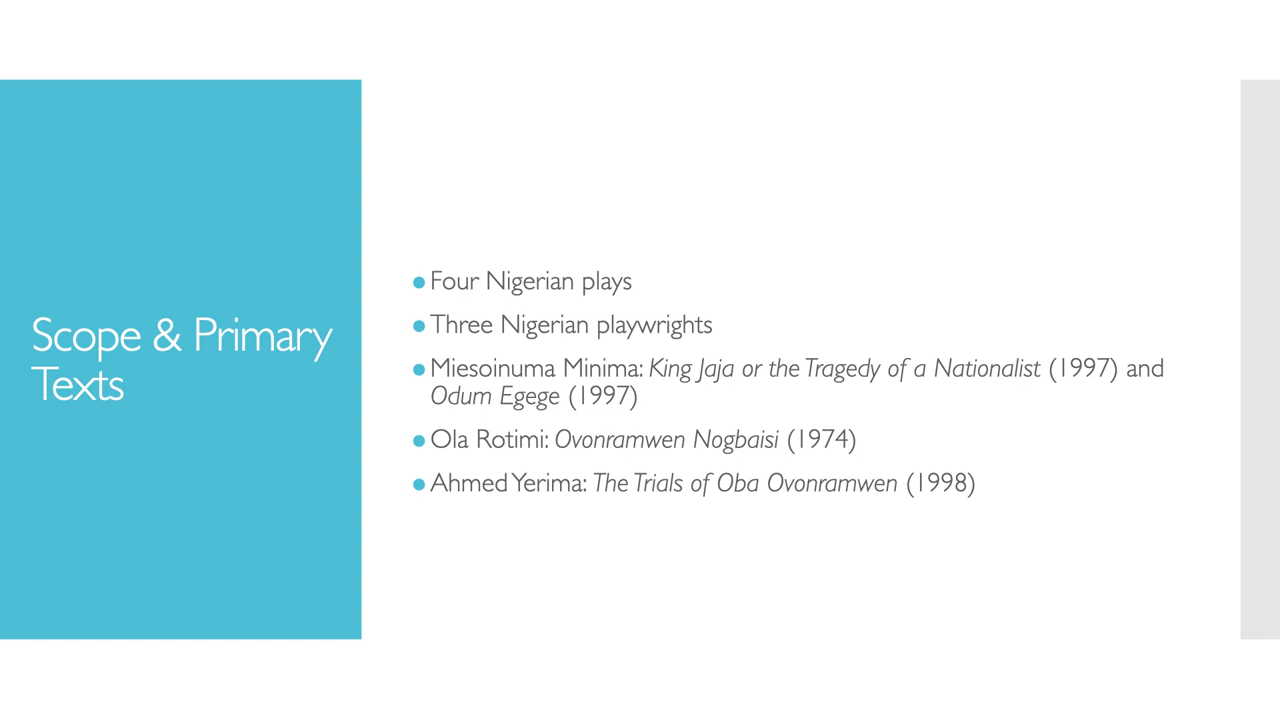 Scope & Primary
Texts
● Four Nigerian plays
● Three Nigerian playwrights
● Miesoinuma Minima: King Jaja or the Tragedy of a Nationalist (1997) and
Odum Egege (1997)
● Ola Rotimi: Ovonramwen Nogbaisi (1974)
● Ahmed Yerima: The Trials of Oba Ovonramwen (1998)